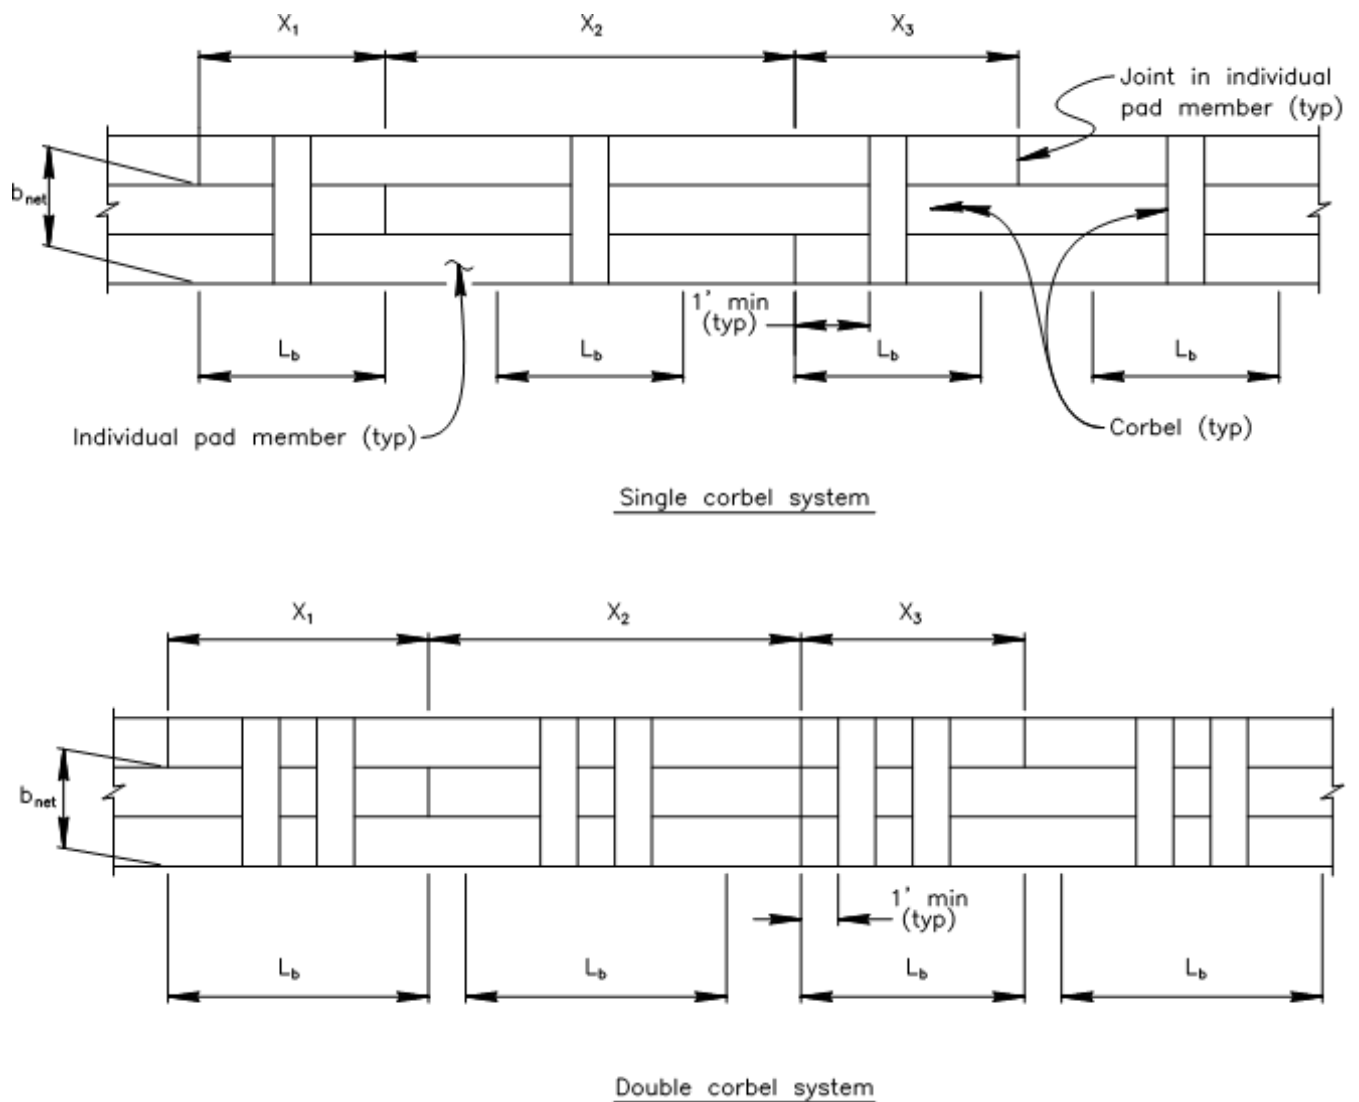 X₁ X₂ X₃
Joint in individual
pad member (typ)
bnet
1' min
(typ)
Lb Lb Lb Lb
Individual pad member (typ)
Corbel (typ)
Single corbel system
X₁ X₂ X₃
bnet
1' min
(typ)
Lb Lb Lb Lb
Double corbel system